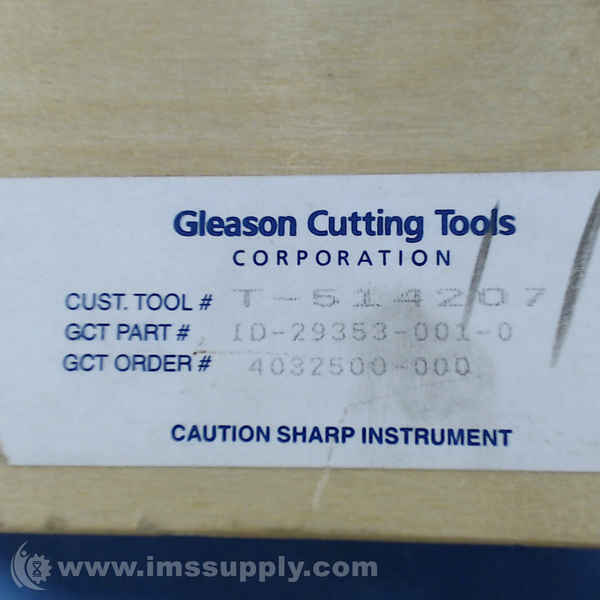 Gleason Cutting Tools
CORPORATION
CUST. TOOL # T-514207
GCT PART # ID-29353-001-0
GCT ORDER # 4032500-000
CAUTION SHARP INSTRUMENT
www.imssupply.com